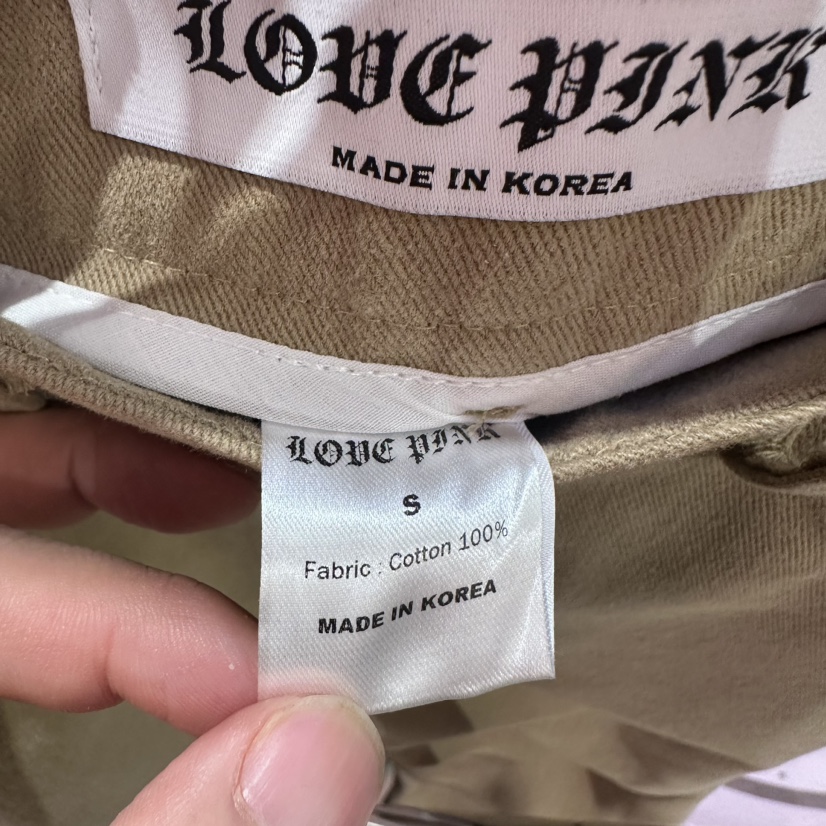 LOVE PINK
MADE IN KOREA
LOVE PINK
S
Fabric : Cotton 100%
MADE IN KOREA